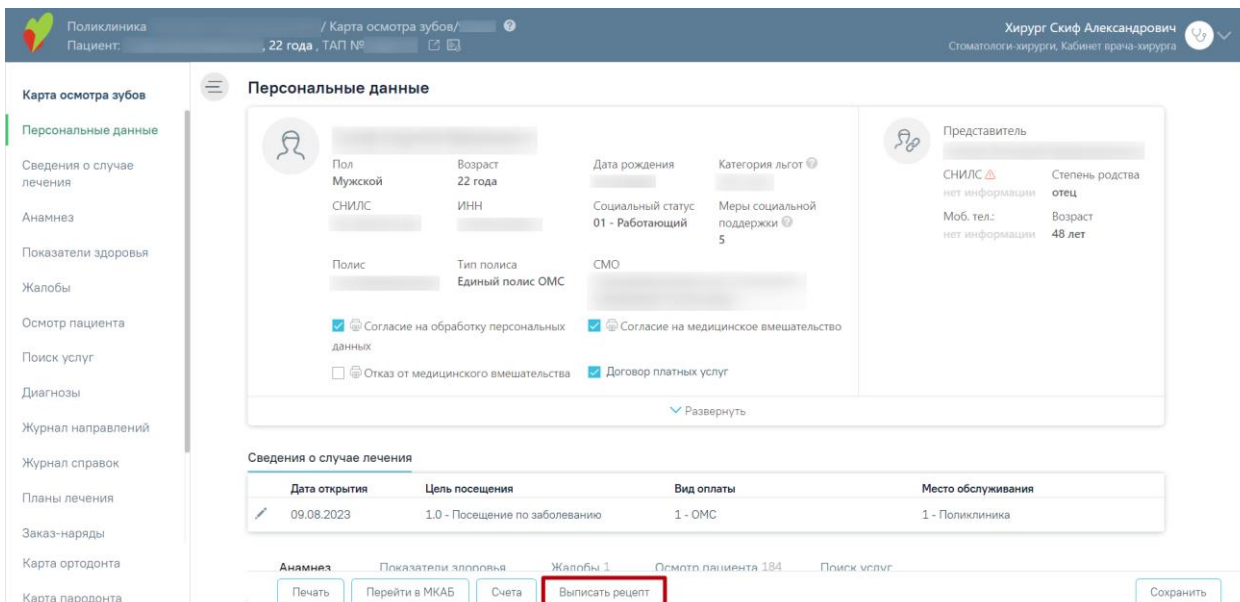 Поликлиника / Карта осмотра зубов/
Пациент: , 22 года , ТАП №
Хирург Скиф Александрович
Стоматологи-хирурги, Кабинет врача-хирурга
Карта осмотра зубов
Персональные данные
Сведения о случае
лечения
Анамнез
Показатели здоровья
Жалобы
Осмотр пациента
Поиск услуг
Диагнозы
Журнал направлений
Журнал справок
Планы лечения
Заказ-наряды
Карта ортодонта
Карта пародонта
Персональные данные
Пол Возраст Дата рождения Категория льгот
Мужской 22 года
СНИЛС ИНН Социальный статус Меры социальной
01 - Работающий поддержки
5
Полис Тип полиса СМО
Единый полис ОМС
Согласие на обработку персональных Согласие на медицинское вмешательство
данных
Отказ от медицинского вмешательства Договор платных услуг
Представитель
СНИЛС Степень родства
нет информации отец
Моб. тел.: Возраст
нет информации 48 лет
Развернуть
Сведения о случае лечения
Дата открытия Цель посещения Вид оплаты Место обслуживания
09.08.2023 1.0 - Посещение по заболеванию 1 - ОМС 1 - Поликлиника
Анамнез Показатели здоровья Жалобы 1 Осмотр пациента 184 Поиск услуг
Печать Перейти в МКАБ Счета Выписать рецепт Сохранить